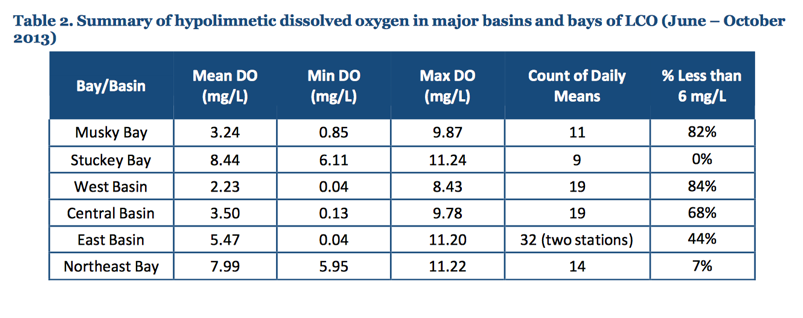 Table 2. Summary of hypolimnetic dissolved oxygen in major basins and bays of LCO (June – October
2013)
Bay/Basin Mean DO (mg/L) Min DO (mg/L) Max DO (mg/L) Count of Daily Means % Less than 6 mg/L
Musky Bay 3.24 0.85 9.87 11 82%
Stuckey Bay 8.44 6.11 11.24 9 0%
West Basin 2.23 0.04 8.43 19 84%
Central Basin 3.50 0.13 9.78 19 68%
East Basin 5.47 0.04 11.20 32 (two stations) 44%
Northeast Bay 7.99 5.95 11.22 14 7%